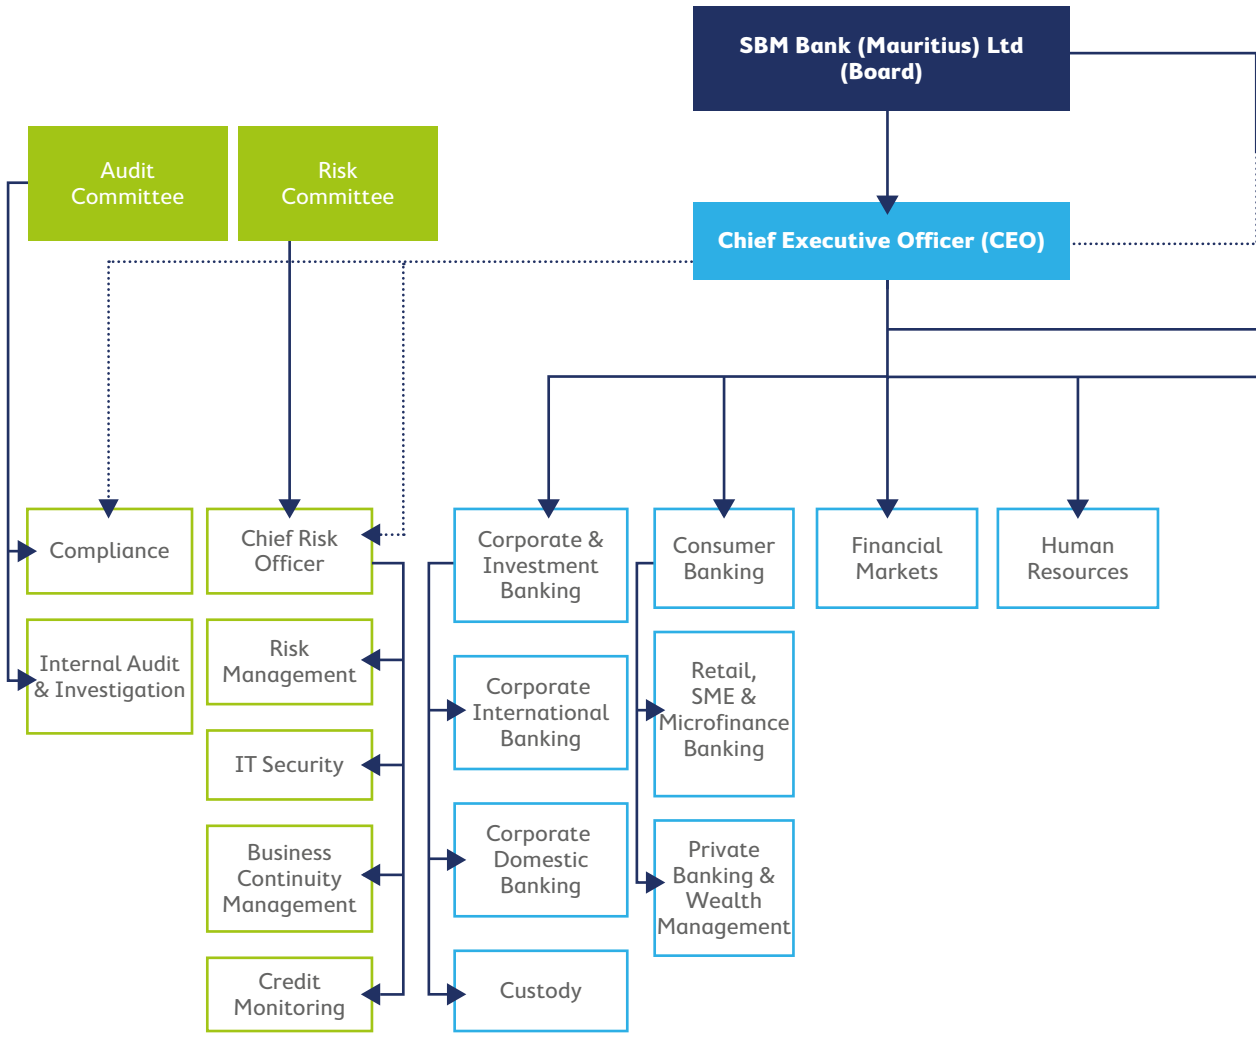 SBM Bank (Mauritius) Ltd
(Board)
Audit
Committee
Risk
Committee
Chief Executive Officer (CEO)
Compliance
Chief Risk
Officer
Corporate &
Investment
Banking
Consumer
Banking
Financial
Markets
Human
Resources
Internal Audit
& Investigation
Risk
Management
Corporate
International
Banking
Retail,
SME &
Microfinance
Banking
IT Security
Corporate
Domestic
Banking
Private
Banking &
Wealth
Management
Business
Continuity
Management
Credit
Monitoring
Custody